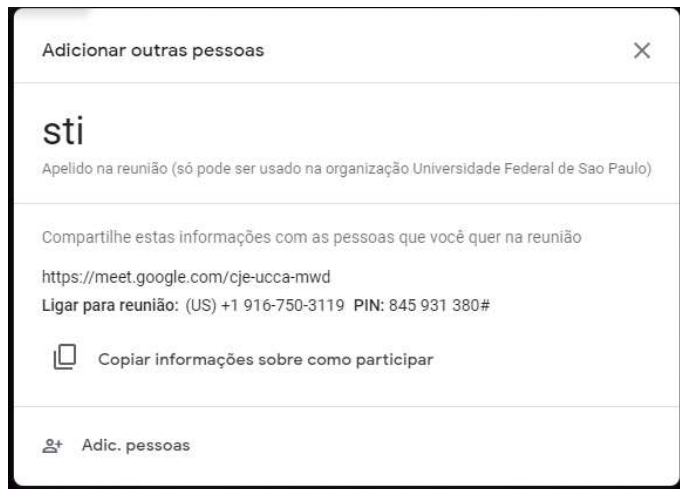 Adicionar outras pessoas
sti
Apelido na reunião (só pode ser usado na organização Universidade Federal de Sao Paulo)
Compartilhe estas informações com as pessoas que você quer na reunião
https://meet.google.com/cje-ucca-mwd
Ligar para reunião: (US) +1 916-750-3119 PIN: 845 931 380#
Copiar informações sobre como participar
Adic. pessoas